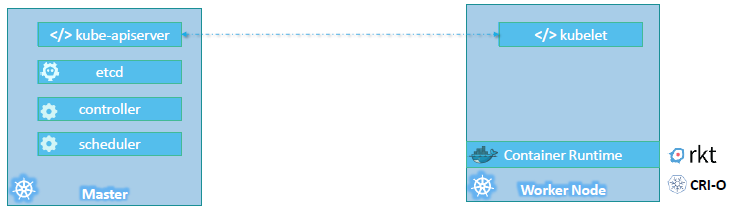 </> kube-apiserver
etcd
controller
scheduler
Master
</> kubelet
Container Runtime
Worker Node
rkt
CRI-O